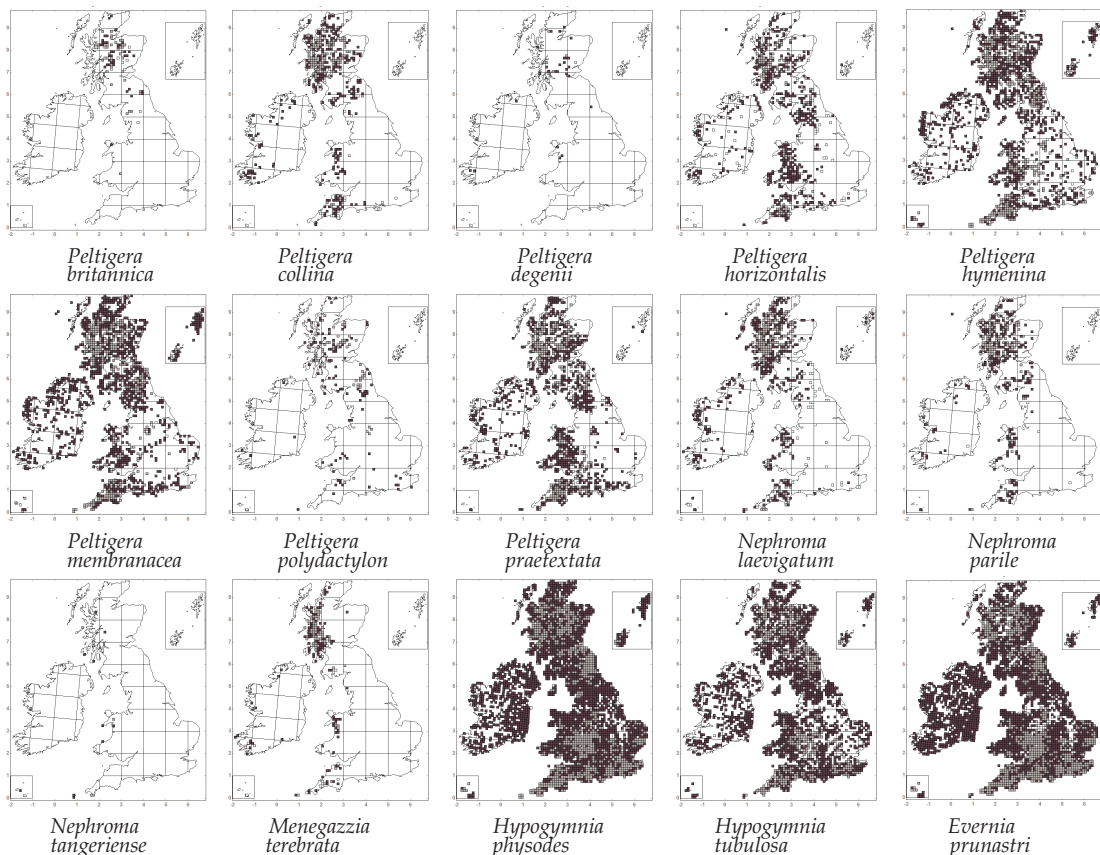 Peltigera
britannica
Peltigera
collina
Peltigera
degenii
Peltigera
horizontalis
Peltigera
hymenina
Peltigera
membranacea
Peltigera
polydactylon
Peltigera
praetextata
Nephroma
laevigatum
Nephroma
parile
Nephroma
tangeriense
Menegazzia
terebrata
Hypogymnia
physodes
Hypogymnia
tubulosa
Evernia
prunastri